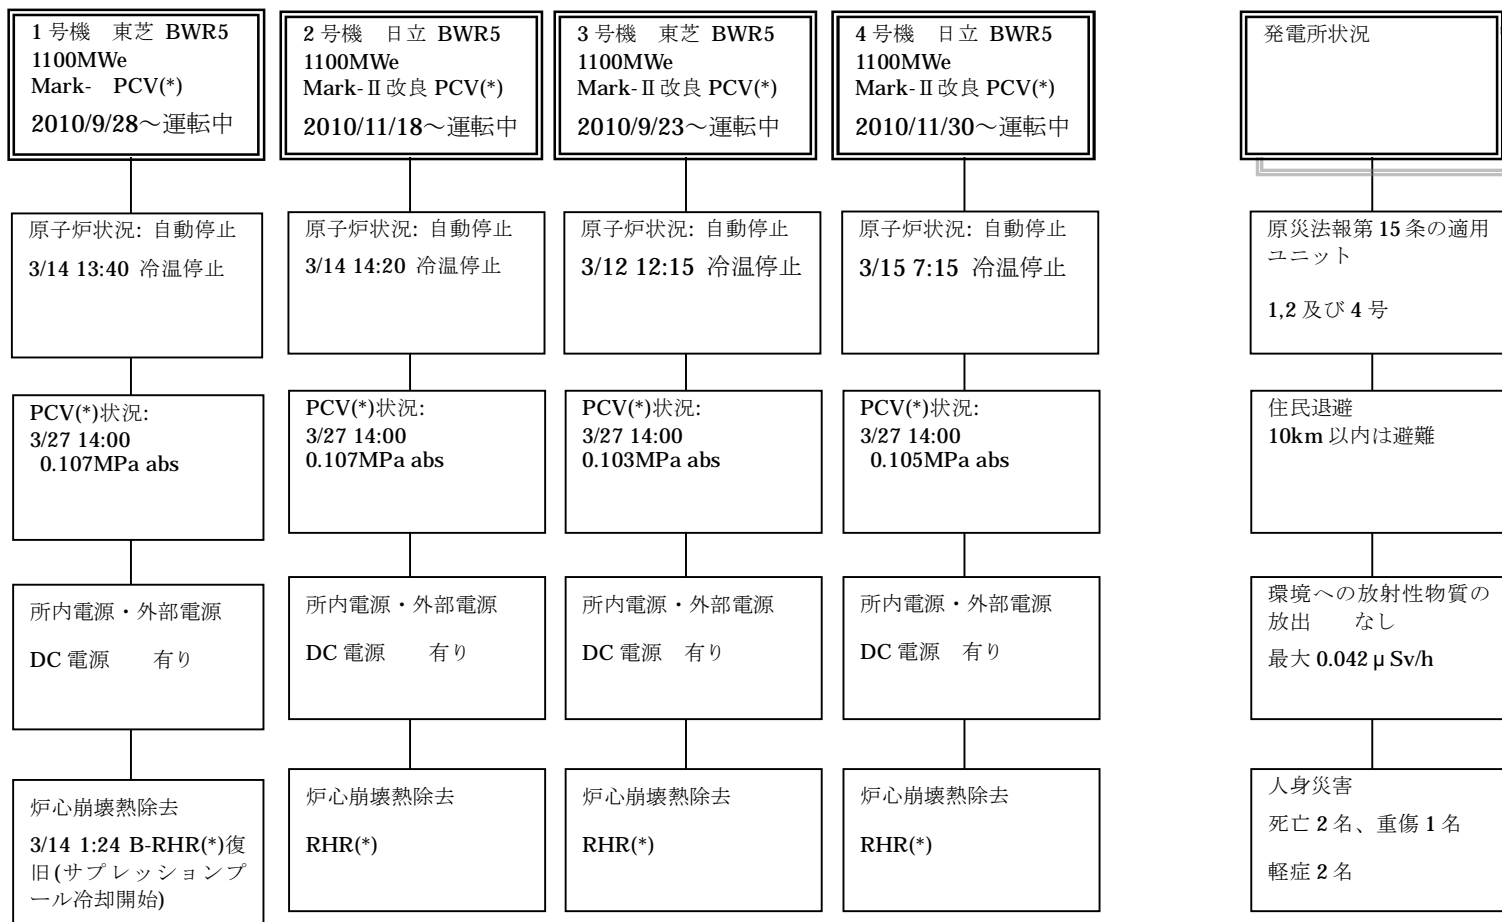 1 号機　東芝 BWR5
1100MWe
Mark-　PCV(*)
2010/9/28～運転中
原子炉状況: 自動停止
3/14 13:40 冷温停止
PCV(*)状況:
3/27 14:00
0.107MPa abs
所内電源・外部電源
DC 電源　　有り
炉心崩壊熱除去
3/14 1:24 B-RHR(*)復
旧(サプレッションプ
ール冷却開始)
2 号機　日立 BWR5
1100MWe
Mark-Ⅱ改良 PCV(*)
2010/11/18～運転中
原子炉状況: 自動停止
3/14 14:20 冷温停止
PCV(*)状況:
3/27 14:00
0.107MPa abs
所内電源・外部電源
DC 電源　　有り
炉心崩壊熱除去
RHR(*)
3 号機　東芝 BWR5
1100MWe
Mark-Ⅱ改良 PCV(*)
2010/9/23～運転中
原子炉状況: 自動停止
3/12 12:15 冷温停止
PCV(*)状況:
3/27 14:00
0.103MPa abs
所内電源・外部電源
DC 電源　有り
炉心崩壊熱除去
RHR(*)
4 号機　日立 BWR5
1100MWe
Mark-Ⅱ改良 PCV(*)
2010/11/30～運転中
原子炉状況: 自動停止
3/15 7:15 冷温停止
PCV(*)状況:
3/27 14:00
0.105MPa abs
所内電源・外部電源
DC 電源　有り
炉心崩壊熱除去
RHR(*)
発電所状況
原災法報第 15 条の適用
ユニット
1,2 及び 4 号
住民退避
10km 以内は避難
環境への放射性物質の
放出　　なし
最大 0.042μSv/h
人身災害
死亡 2 名、重傷 1 名
軽症 2 名